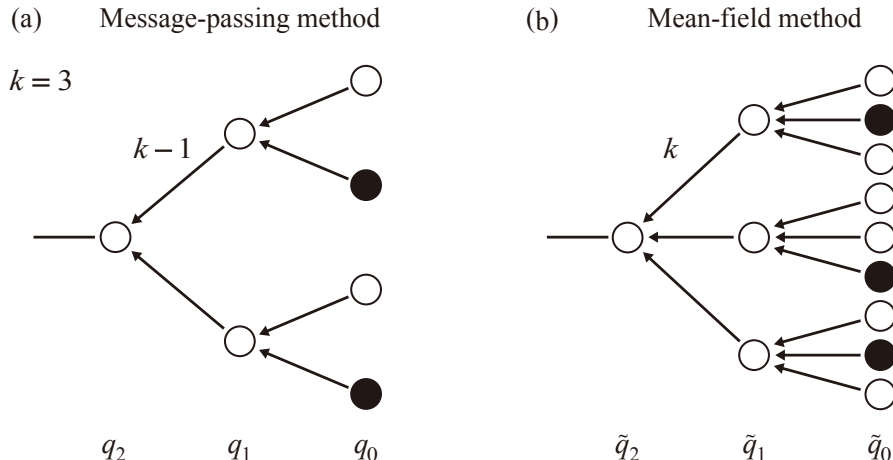 (a) Message-passing method
k = 3
k − 1
q₂ q₁ q₀
(b) Mean-field method
k
q̃₂ q̃₁ q̃₀